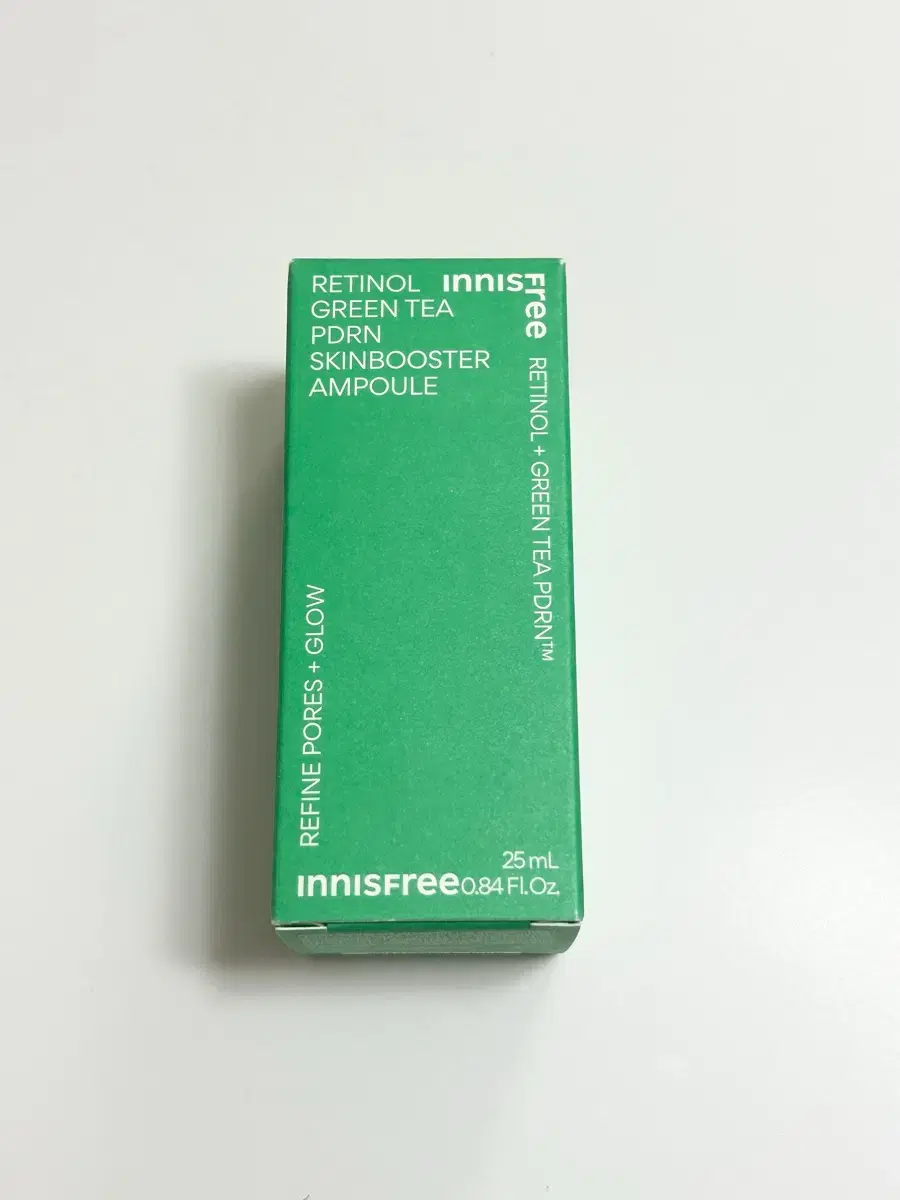 RETINOL
GREEN TEA
PDRN
SKINBOOSTER
AMPOULE
innisfree
RETINOL + GREEN TEA PDRN™
REFINE PORES + GLOW
25 mL
innisfree 0.84 Fl.Oz.